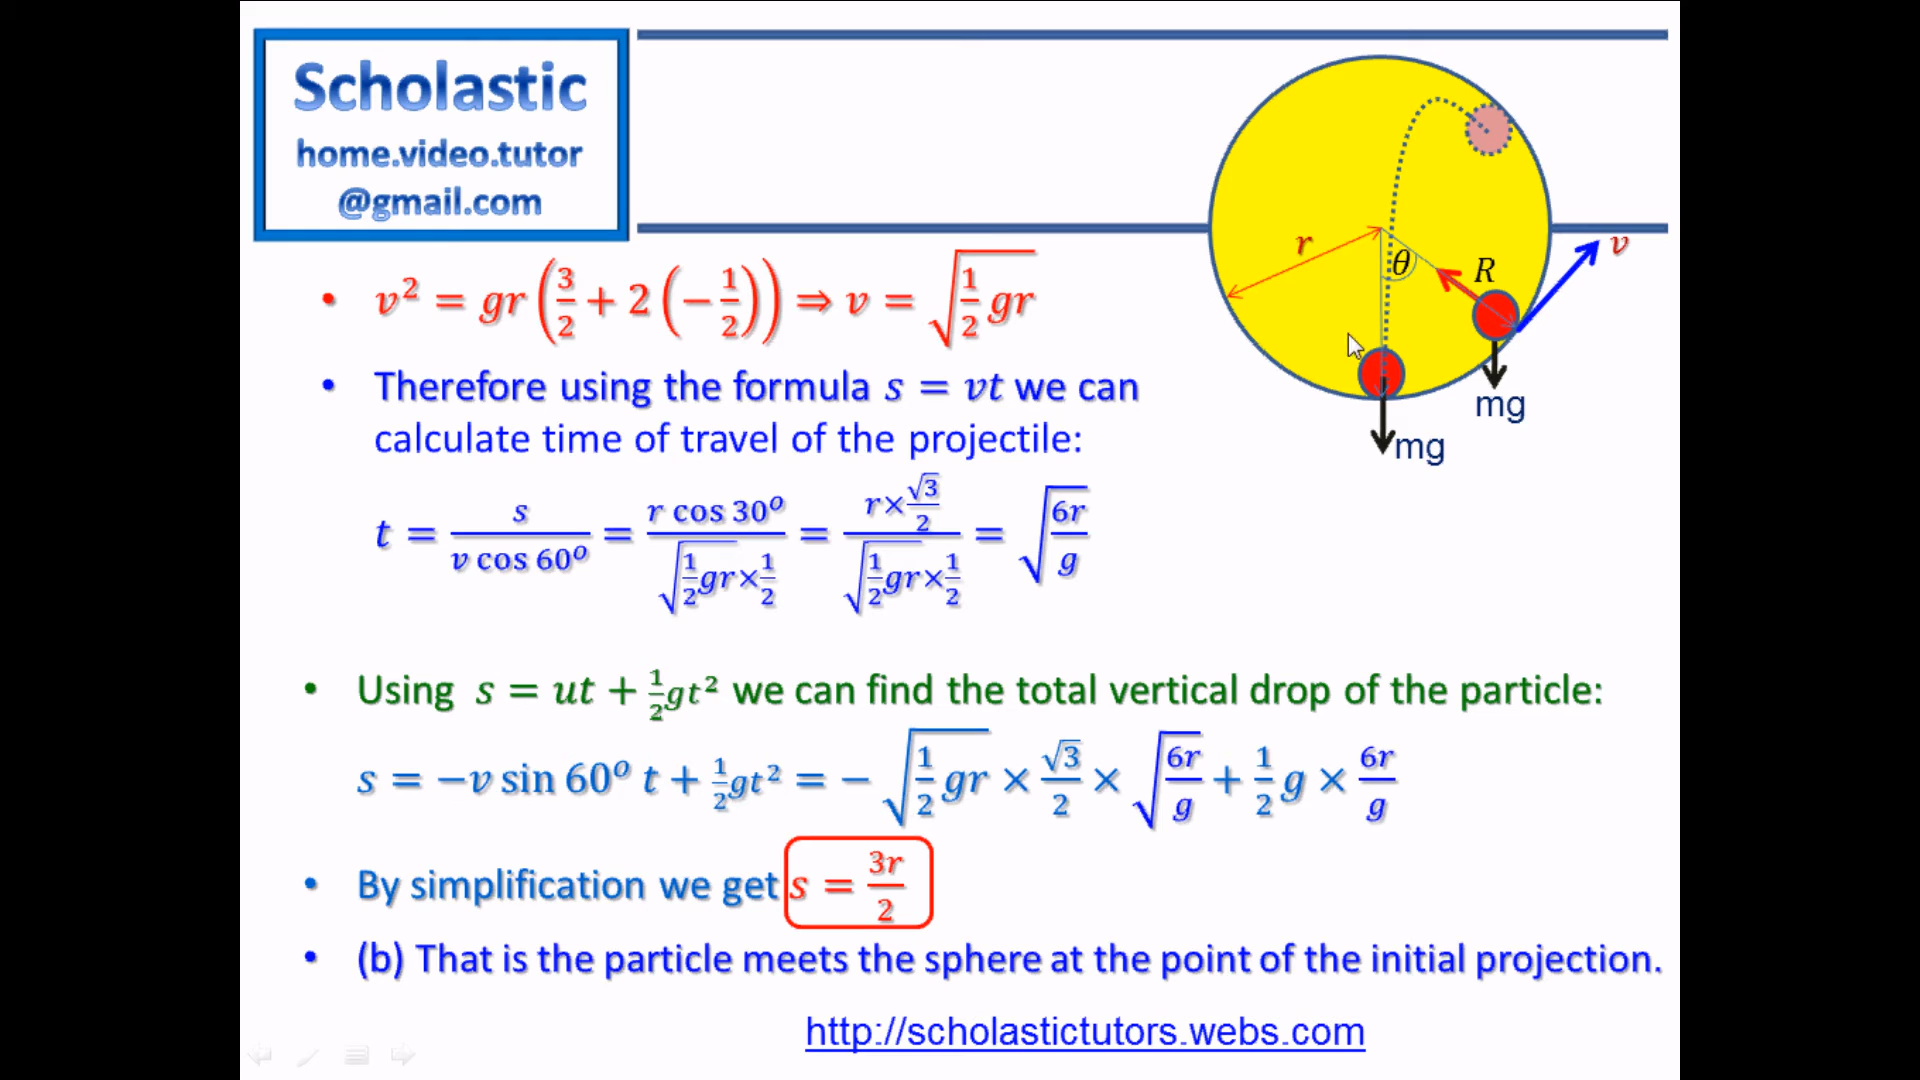 Scholastic
home.video.tutor
@gmail.com
r
θ
R
v
mg
mg
• v² = gr(3/2 + 2(−1/2)) ⇒ v = √(1/2 gr)
• Therefore using the formula s = vt we can
calculate time of travel of the projectile:
t = s/(v cos 60°) = (r cos 30°)/(√(1/2 gr)×1/2) = (r×√3/2)/(√(1/2 gr)×1/2) = √(6r/g)
• Using s = ut + ½gt² we can find the total vertical drop of the particle:
s = −v sin 60° t + ½gt² = −√(1/2 gr) × √3/2 × √(6r/g) + 1/2 g × 6r/g
• By simplification we get s = 3r/2
• (b) That is the particle meets the sphere at the point of the initial projection.
http://scholastictutors.webs.com